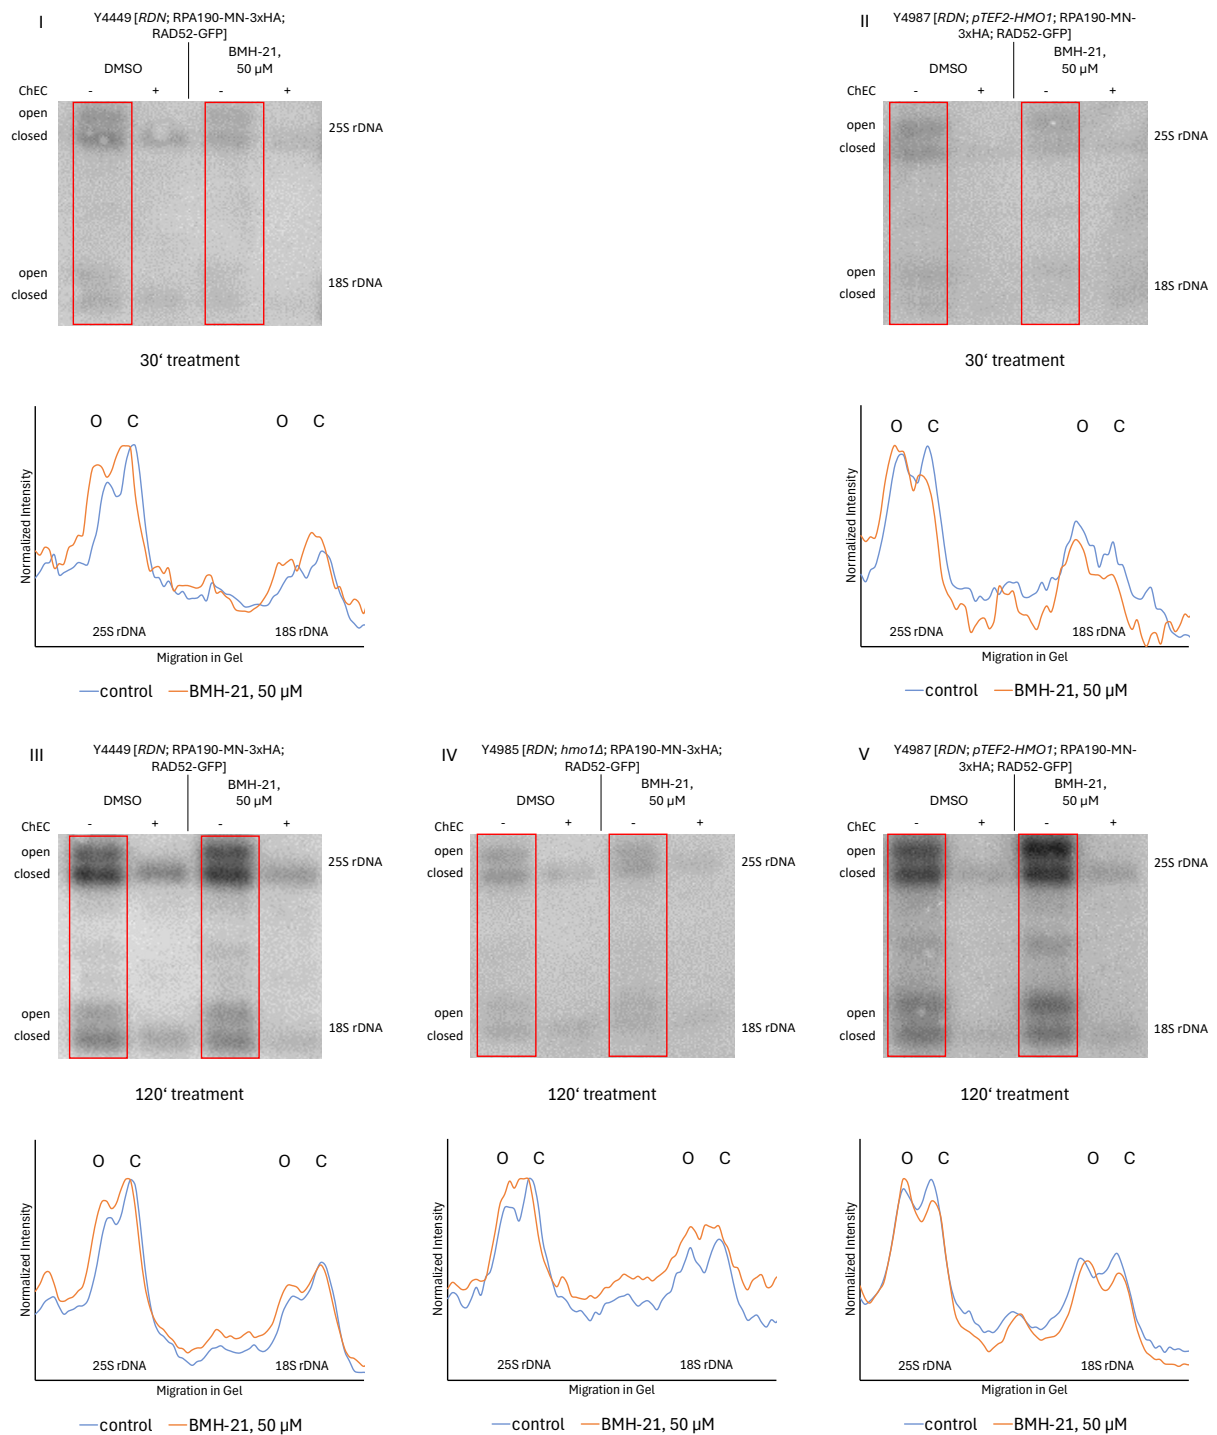 I
Y4449 [RDN; RPA190-MN-3xHA;
RAD52-GFP]
DMSO
BMH-21,
50 µM
ChEC
-
+
-
+
open
closed
25S rDNA
open
closed
18S rDNA
30‘ treatment
II
Y4987 [RDN; pTEF2-HMO1; RPA190-MN-
3xHA; RAD52-GFP]
DMSO
BMH-21,
50 µM
ChEC
-
+
-
+
open
closed
25S rDNA
open
closed
18S rDNA
30‘ treatment
Normalized Intensity
O
C
O
C
25S rDNA
18S rDNA
Migration in Gel
control
BMH-21, 50 µM
Normalized Intensity
O
C
O
C
25S rDNA
18S rDNA
Migration in Gel
control
BMH-21, 50 µM
III
Y4449 [RDN; RPA190-MN-3xHA;
RAD52-GFP]
DMSO
BMH-21,
50 µM
ChEC
-
+
-
+
open
closed
25S rDNA
open
closed
18S rDNA
120‘ treatment
IV
Y4985 [RDN; hmo1Δ; RPA190-MN-3xHA;
RAD52-GFP]
DMSO
BMH-21,
50 µM
ChEC
-
+
-
+
open
closed
25S rDNA
open
closed
18S rDNA
120‘ treatment
V
Y4987 [RDN; pTEF2-HMO1; RPA190-MN-
3xHA; RAD52-GFP]
DMSO
BMH-21,
50 µM
ChEC
-
+
-
+
open
closed
25S rDNA
open
closed
18S rDNA
120‘ treatment
Normalized Intensity
O
C
O
C
25S rDNA
18S rDNA
Migration in Gel
control
BMH-21, 50 µM
Normalized Intensity
O
C
O
C
25S rDNA
18S rDNA
Migration in Gel
control
BMH-21, 50 µM
Normalized Intensity
O
C
O
C
25S rDNA
18S rDNA
Migration in Gel
control
BMH-21, 50 µM